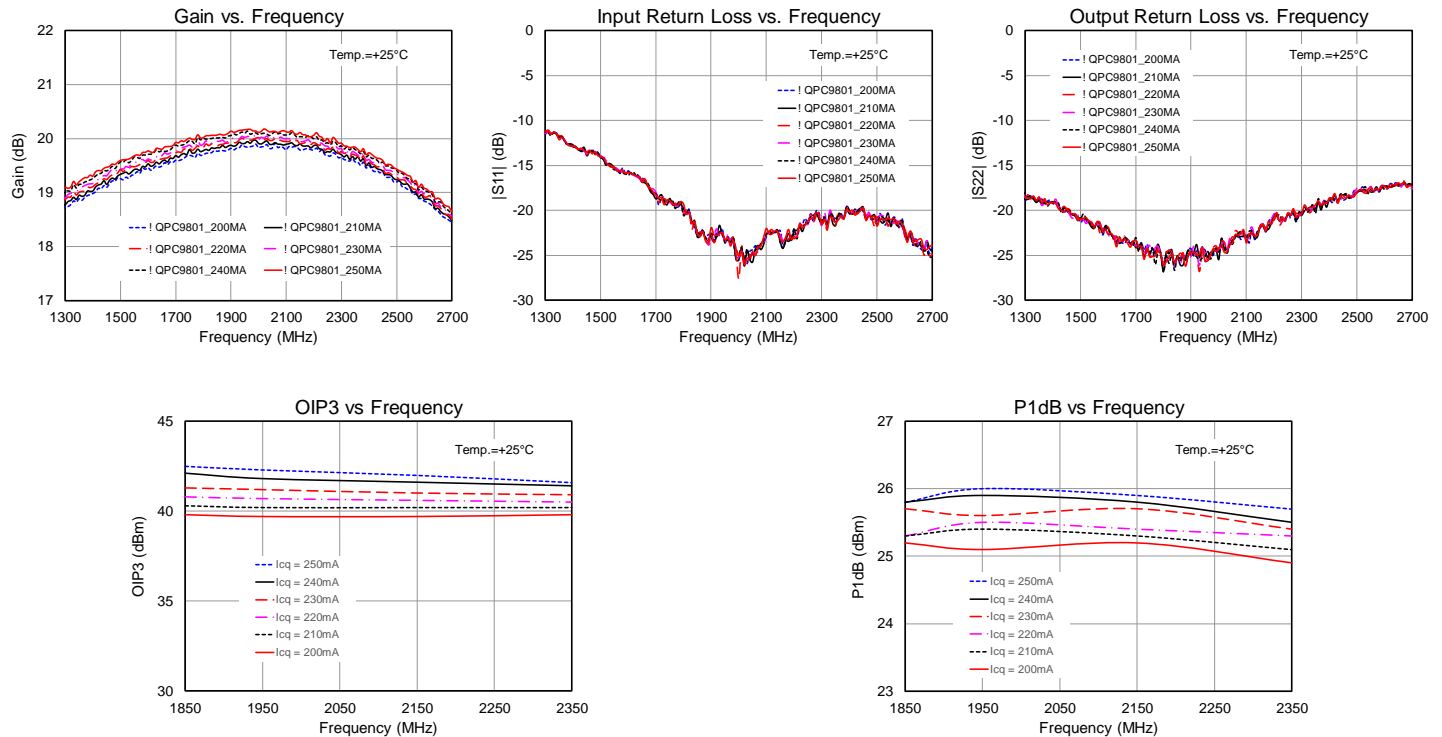 Gain vs. Frequency
22
21
20
19
18
17
Gain (dB)
Temp.=+25°C
! QPC9801_200MA
! QPC9801_210MA
! QPC9801_220MA
! QPC9801_230MA
! QPC9801_240MA
! QPC9801_250MA
1300 1500 1700 1900 2100 2300 2500 2700
Frequency (MHz)
Input Return Loss vs. Frequency
0
-5
-10
-15
-20
-25
-30
|S11| (dB)
Temp.=+25°C
! QPC9801_200MA
! QPC9801_210MA
! QPC9801_220MA
! QPC9801_230MA
! QPC9801_240MA
! QPC9801_250MA
1300 1500 1700 1900 2100 2300 2500 2700
Frequency (MHz)
Output Return Loss vs. Frequency
0
-5
-10
-15
-20
-25
-30
|S22| (dB)
Temp.=+25°C
! QPC9801_200MA
! QPC9801_210MA
! QPC9801_220MA
! QPC9801_230MA
! QPC9801_240MA
! QPC9801_250MA
1300 1500 1700 1900 2100 2300 2500 2700
Frequency (MHz)
OIP3 vs Frequency
45
40
35
30
OIP3 (dBm)
Temp.=+25°C
Icq = 250mA
Icq = 240mA
Icq = 230mA
Icq = 220mA
Icq = 210mA
Icq = 200mA
1850 1950 2050 2150 2250 2350
Frequency (MHz)
P1dB vs Frequency
27
26
25
24
23
P1dB (dBm)
Temp.=+25°C
Icq = 250mA
Icq = 240mA
Icq = 230mA
Icq = 220mA
Icq = 210mA
Icq = 200mA
1850 1950 2050 2150 2250 2350
Frequency (MHz)